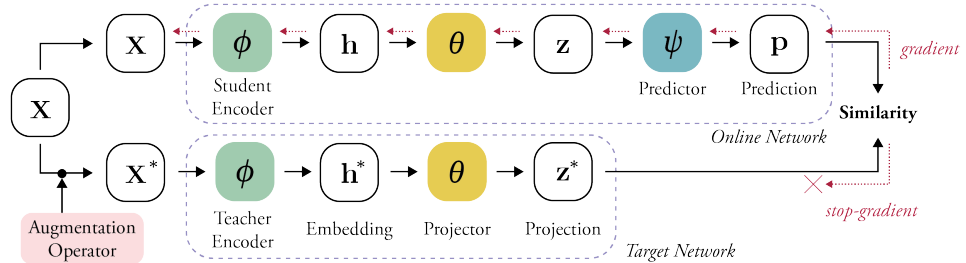 X
X
ϕ
h
θ
z
ψ
p
gradient
Student
Encoder
Predictor
Prediction
Similarity
Online Network
X*
ϕ
h*
θ
z*
stop-gradient
Augmentation
Operator
Teacher
Encoder
Embedding
Projector
Projection
Target Network